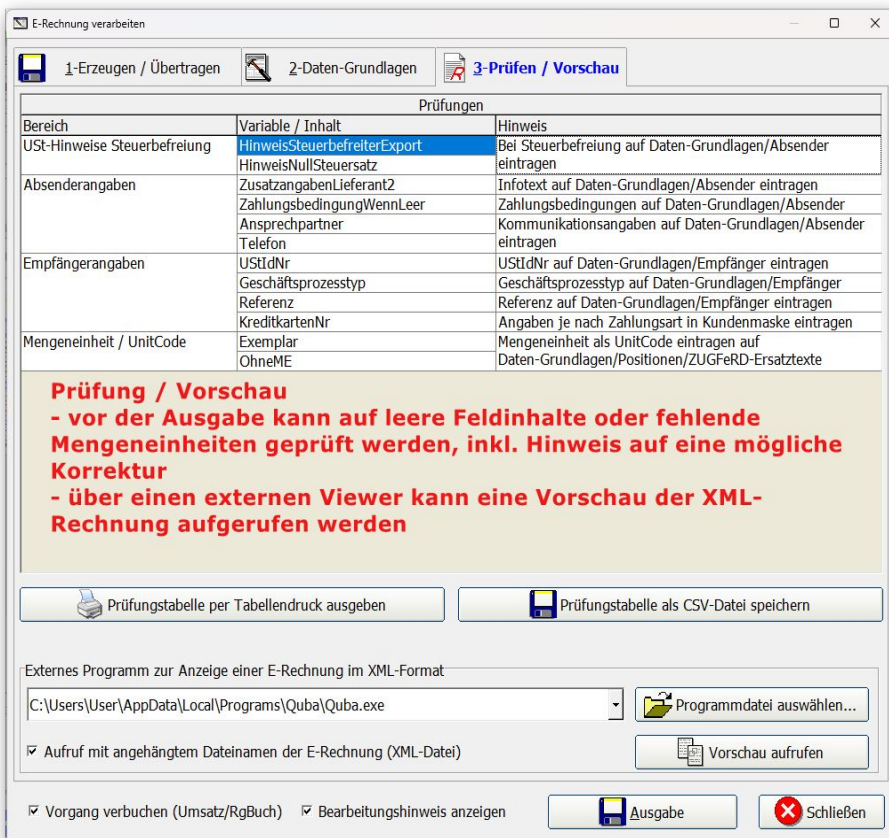 E-Rechnung verarbeiten
1-Erzeugen / Übertragen 2-Daten-Grundlagen 3-Prüfen / Vorschau
Prüfungen
Bereich Variable / Inhalt Hinweis
USt-Hinweise Steuerbefreiung HinweisSteuerbefreiterExport Bei Steuerbefreiung auf Daten-Grundlagen/Absender
HinweisNullSteuersatz eintragen
Absenderangaben ZusatzangabenLieferant2 Infotext auf Daten-Grundlagen/Absender eintragen
ZahlungsbedingungWennLeer Zahlungsbedingungen auf Daten-Grundlagen/Absender
Ansprechpartner Kommunikationsangaben auf Daten-Grundlagen/Absender
Telefon eintragen
Empfängerangaben UStIdNr UStIdNr auf Daten-Grundlagen/Empfänger eintragen
Geschäftsprozesstyp Geschäftsprozesstyp auf Daten-Grundlagen/Empfänger
Referenz Referenz auf Daten-Grundlagen/Empfänger eintragen
KreditkartenNr Angaben je nach Zahlungsart in Kundenmaske eintragen
Mengeneinheit / UnitCode Exemplar Mengeneinheit als UnitCode eintragen auf
OhneME Daten-Grundlagen/Positionen/ZUGFeRD-Ersatztexte
Prüfung / Vorschau
- vor der Ausgabe kann auf leere Feldinhalte oder fehlende
Mengeneinheiten geprüft werden, inkl. Hinweis auf eine mögliche
Korrektur
- über einen externen Viewer kann eine Vorschau der XML-
Rechnung aufgerufen werden
Prüfungstabelle per Tabellendruck ausgeben Prüfungstabelle als CSV-Datei speichern
Externes Programm zur Anzeige einer E-Rechnung im XML-Format
C:\Users\User\AppData\Local\Programs\Quba\Quba.exe Programmdatei auswählen...
Aufruf mit angehängtem Dateinamen der E-Rechnung (XML-Datei) Vorschau aufrufen
Vorgang verbuchen (Umsatz/RgBuch) Bearbeitungshinweis anzeigen Ausgabe Schließen